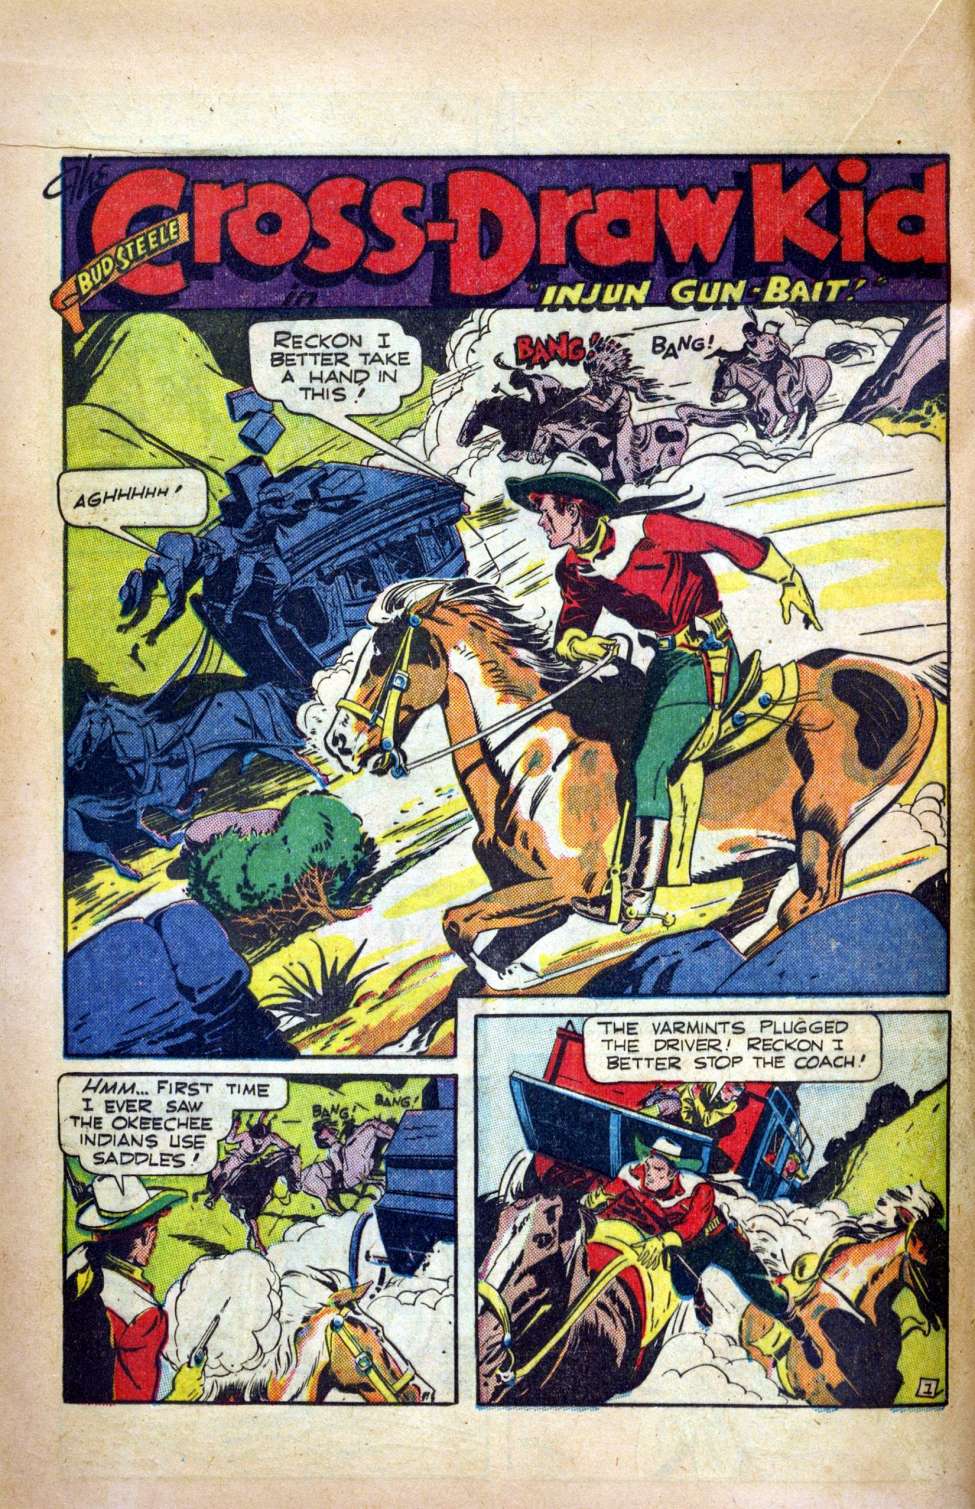 The
Cross-Draw Kid
BUD STEELE
in
"INJUN GUN-BAIT!"
RECKON I
BETTER TAKE
A HAND IN
THIS!
BANG!
BANG!
AGHHHHH!
HMM... FIRST TIME
I EVER SAW
THE OKEECHEE
INDIANS USE
SADDLES!
BANG!
BANG!
THE VARMINTS PLUGGED
THE DRIVER! RECKON I
BETTER STOP THE COACH!
1